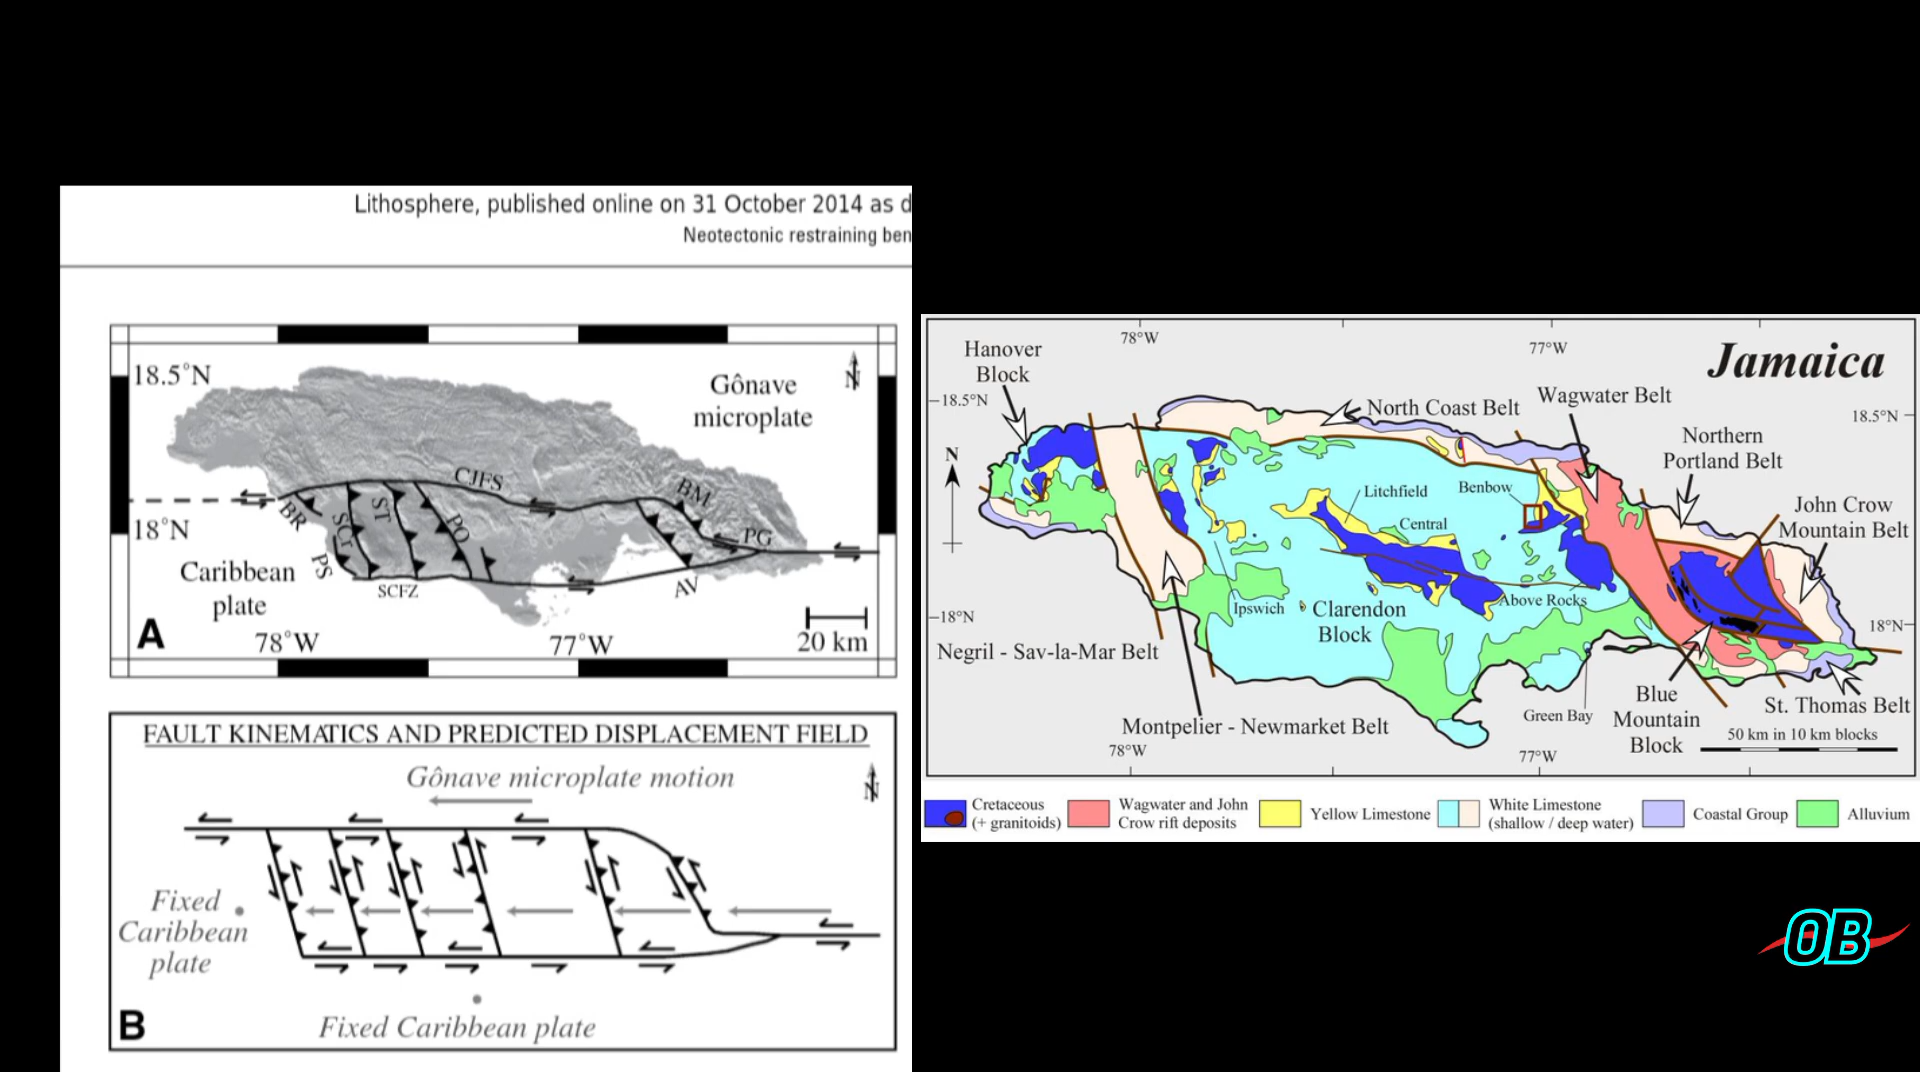 Lithosphere, published online on 31 October 2014 as d
Neotectonic restraining ben
18.5°N
Gônave
microplate
N
CJFS
BM
BR
SCr
ST
PO
PG
18°N
PS
Caribbean
plate
SCFZ
AV
A
78°W
77°W
20 km
FAULT KINEMATICS AND PREDICTED DISPLACEMENT FIELD
Gônave microplate motion
N
Fixed
Caribbean
plate
B
Fixed Caribbean plate
78°W
77°W
Jamaica
Hanover
Block
18.5°N
North Coast Belt
Wagwater Belt
18.5°N
Northern
Portland Belt
N
Litchfield
Benbow
Central
John Crow
Mountain Belt
18°N
Ipswich
Clarendon
Block
Above Rocks
18°N
Negril - Sav-la-Mar Belt
Montpelier - Newmarket Belt
Green Bay
Blue
Mountain
Block
St. Thomas Belt
50 km in 10 km blocks
78°W
77°W
Cretaceous
(+ granitoids)
Wagwater and John
Crow rift deposits
Yellow Limestone
White Limestone
(shallow / deep water)
Coastal Group
Alluvium
OB